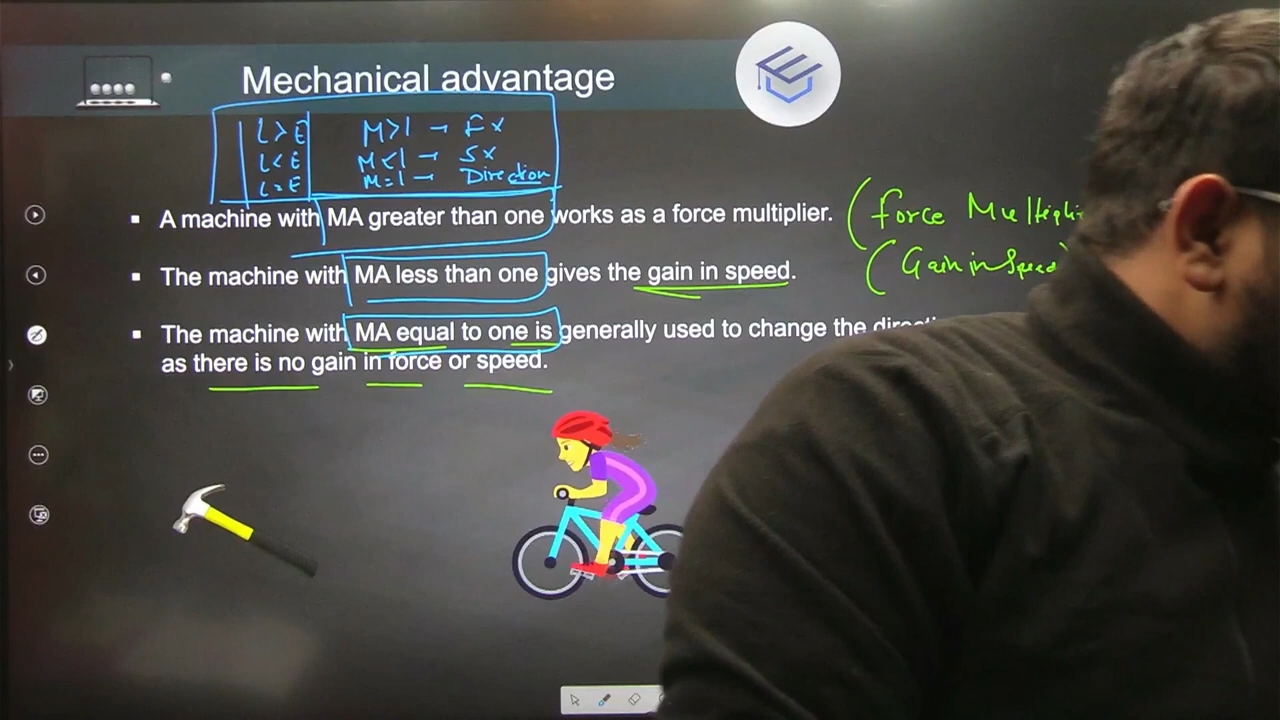 Mechanical advantage
L>E M>1 → Fx
L<E M<1 → Sx
L=E M=1 → Direction
▪ A machine with MA greater than one works as a force multiplier.
(Force
(Gain in Speed)
▪ The machine with MA less than one gives the gain in speed.
▪ The machine with MA equal to one is generally used to change the
as there is no gain in force or speed.